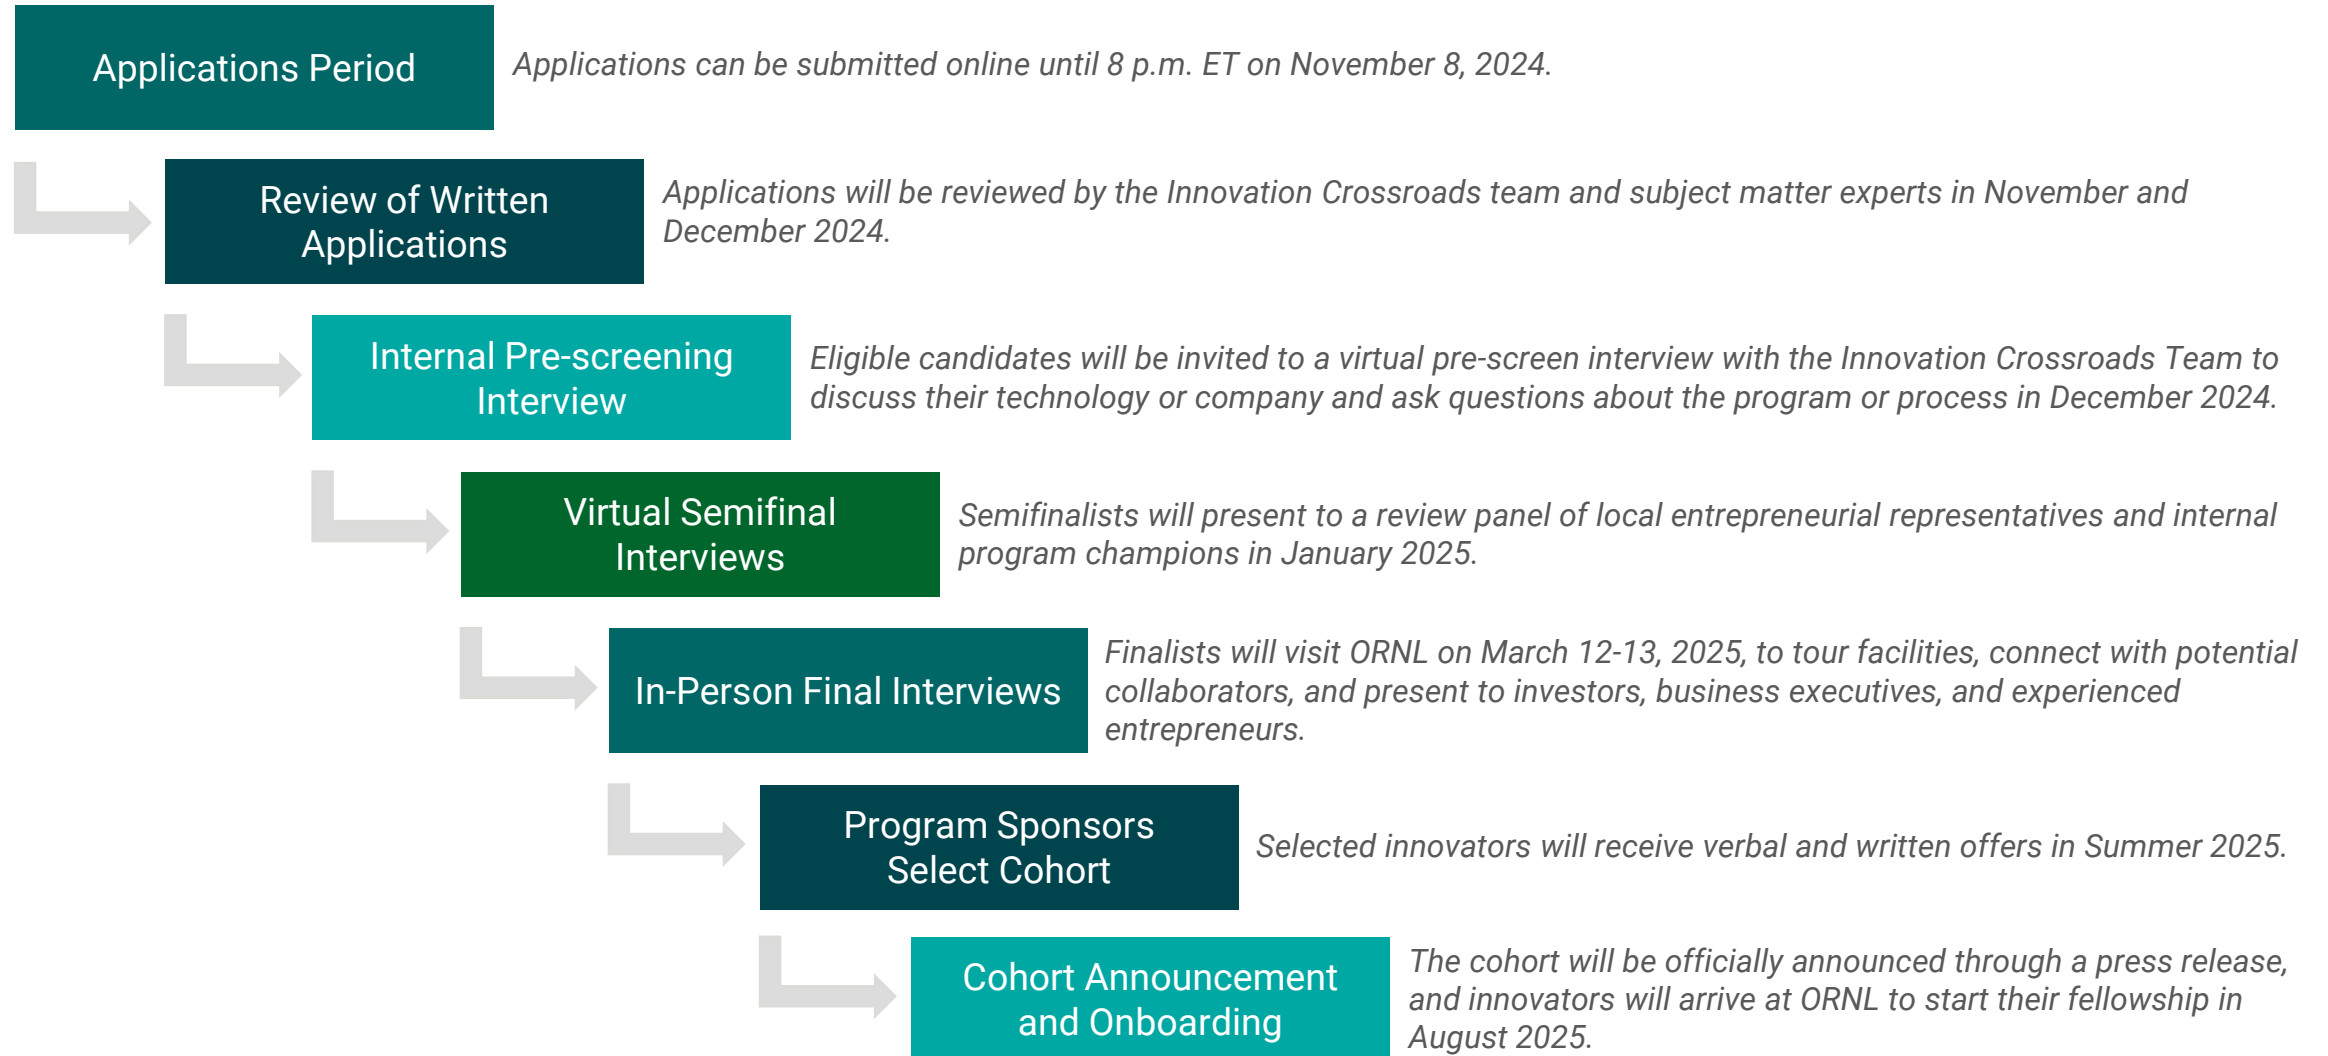 Applications Period
Applications can be submitted online until 8 p.m. ET on November 8, 2024.
Review of Written
Applications
Applications will be reviewed by the Innovation Crossroads team and subject matter experts in November and
December 2024.
Internal Pre-screening
Interview
Eligible candidates will be invited to a virtual pre-screen interview with the Innovation Crossroads Team to
discuss their technology or company and ask questions about the program or process in December 2024.
Virtual Semifinal
Interviews
Semifinalists will present to a review panel of local entrepreneurial representatives and internal
program champions in January 2025.
In-Person Final Interviews
Finalists will visit ORNL on March 12-13, 2025, to tour facilities, connect with potential
collaborators, and present to investors, business executives, and experienced
entrepreneurs.
Program Sponsors
Select Cohort
Selected innovators will receive verbal and written offers in Summer 2025.
Cohort Announcement
and Onboarding
The cohort will be officially announced through a press release,
and innovators will arrive at ORNL to start their fellowship in
August 2025.